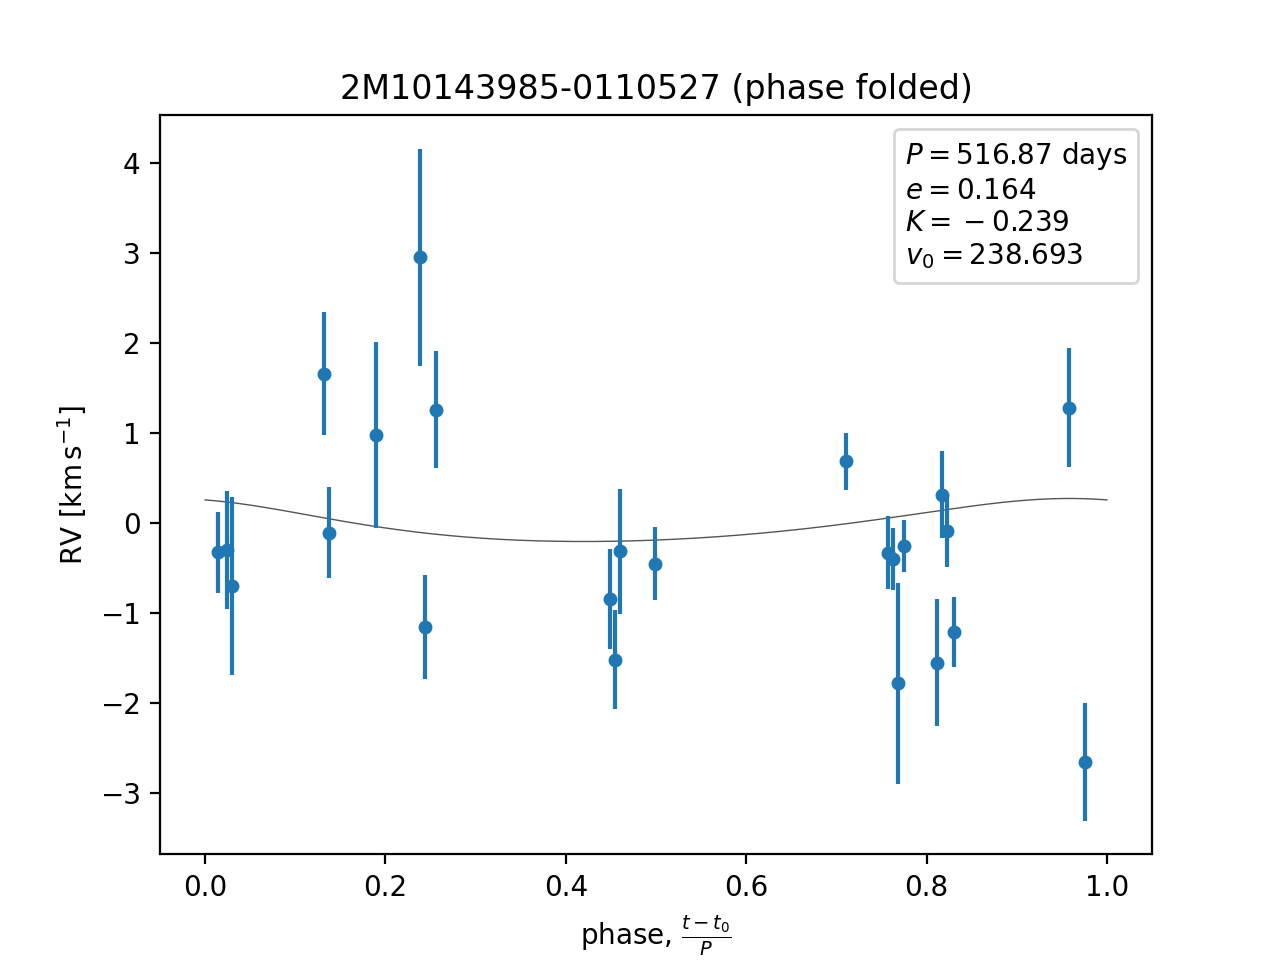 2M10143985-0110527 (phase folded)
P = 516.87 days
e = 0.164
K = −0.239
v₀ = 238.693
4
3
2
1
0
−1
−2
−3
RV [km s⁻¹]
0.0 0.2 0.4 0.6 0.8 1.0
phase, (t − t₀)/P